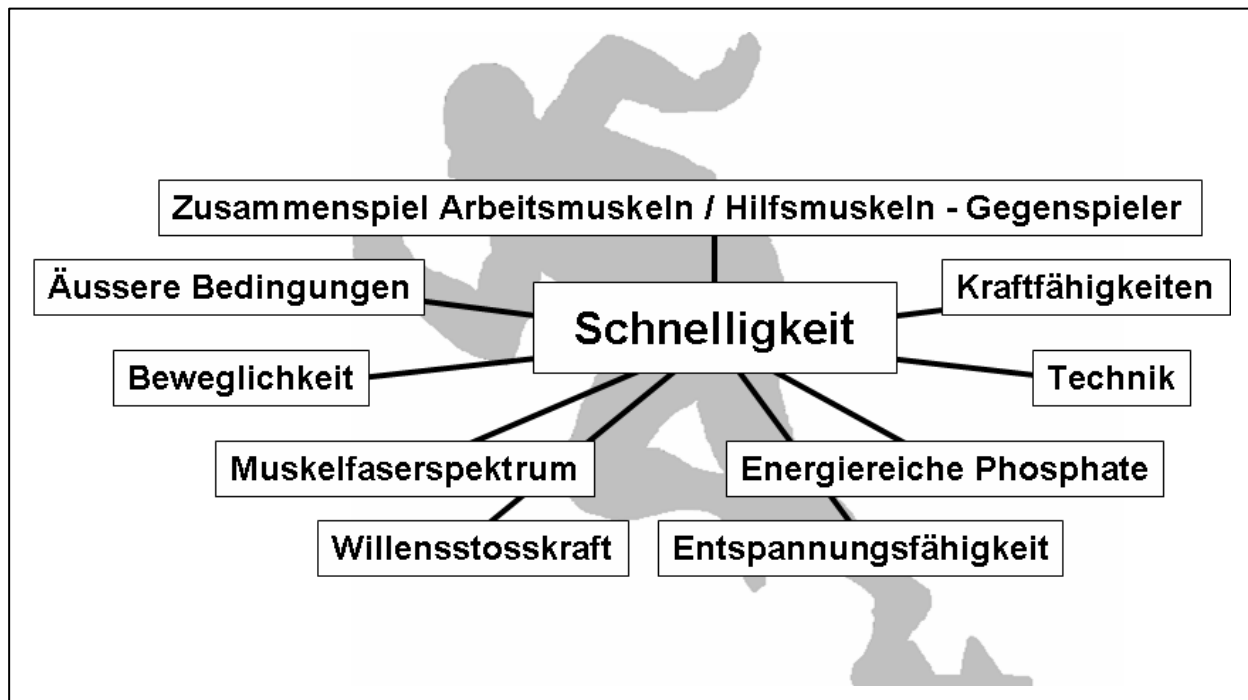 Zusammenspiel Arbeitsmuskeln / Hilfsmuskeln - Gegenspieler
Äussere Bedingungen
Kraftfähigkeiten
Schnelligkeit
Beweglichkeit
Technik
Muskelfaserspektrum
Energiereiche Phosphate
Willensstosskraft
Entspannungsfähigkeit